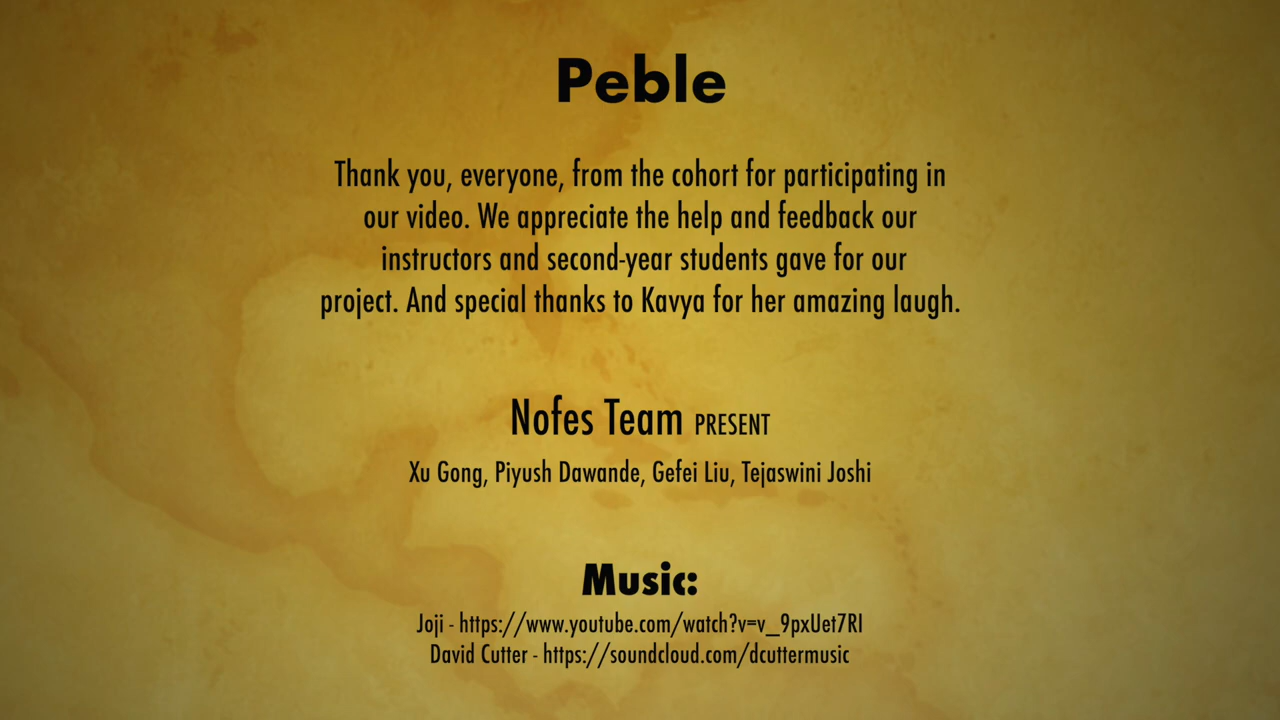 Peble
Thank you, everyone, from the cohort for participating in
our video. We appreciate the help and feedback our
instructors and second-year students gave for our
project. And special thanks to Kavya for her amazing laugh.
Nofes Team PRESENT
Xu Gong, Piyush Dawande, Gefei Liu, Tejaswini Joshi
Music:
Joji - https://www.youtube.com/watch?v=v_9pxUet7RI
David Cutter - https://soundcloud.com/dcuttermusic